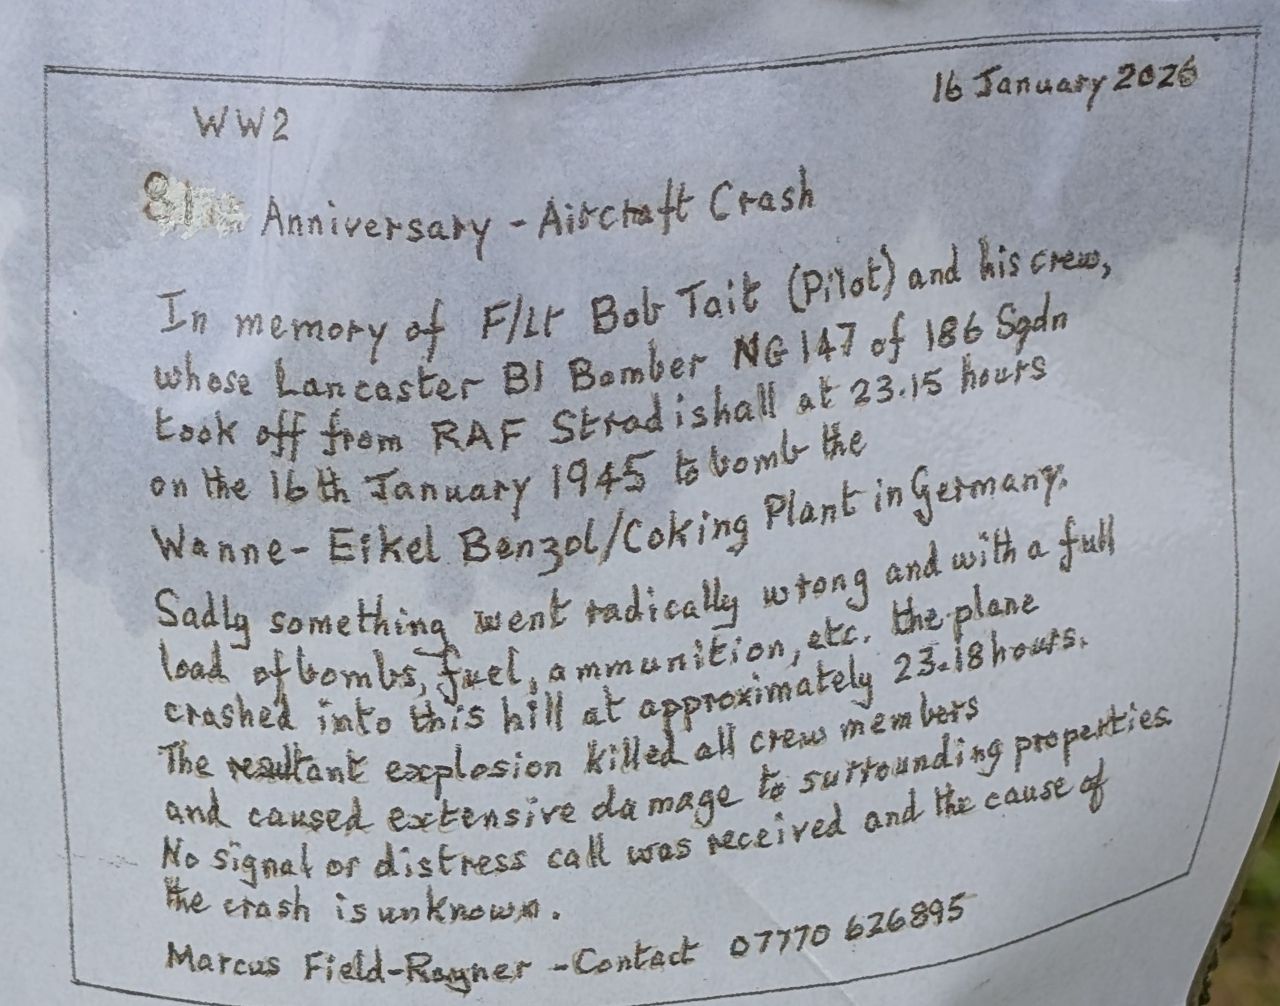 16 January 2026
WW2
81st Anniversary - Aircraft Crash
In memory of F/Lt Bob Tait (Pilot) and his crew,
whose Lancaster B1 Bomber NG147 of 186 Sqdn
took off from RAF Stradishall at 23.15 hours
on the 16th January 1945 to bomb the
Wanne-Eikel Benzol/Coking Plant in Germany.
Sadly something went radically wrong and with a full
load of bombs, fuel, ammunition, etc. the plane
crashed into this hill at approximately 23.18 hours.
The resultant explosion killed all crew members
and caused extensive damage to surrounding properties.
No signal or distress call was received and the cause of
the crash is unknown.
Marcus Field-Rayner - Contact 07770 626895